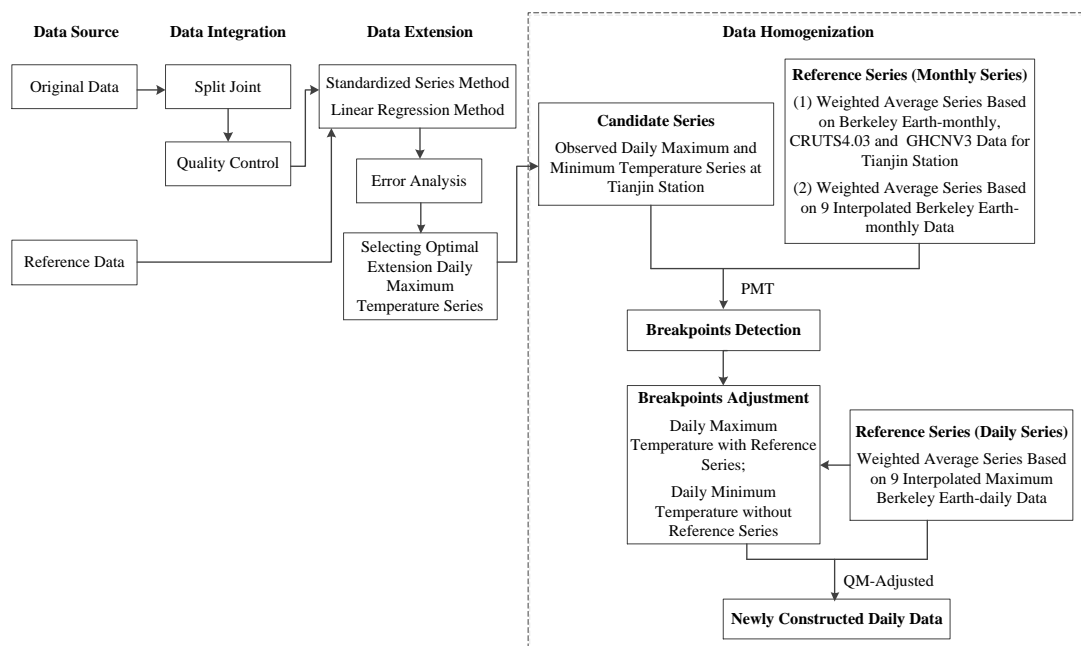 Data Source
Data Integration
Data Extension
Data Homogenization
Original Data
Split Joint
Quality Control
Reference Data
Standardized Series Method
Linear Regression Method
Error Analysis
Selecting Optimal
Extension Daily
Maximum
Temperature Series
Candidate Series
Observed Daily Maximum and
Minimum Temperature Series at
Tianjin Station
Reference Series (Monthly Series)
(1) Weighted Average Series Based
on Berkeley Earth-monthly,
CRUTS4.03 and GHCNV3 Data for
Tianjin Station
(2) Weighted Average Series Based
on 9 Interpolated Berkeley Earth-
monthly Data
PMT
Breakpoints Detection
Breakpoints Adjustment
Daily Maximum
Temperature with Reference
Series;
Daily Minimum
Temperature without
Reference Series
Reference Series (Daily Series)
Weighted Average Series Based
on 9 Interpolated Maximum
Berkeley Earth-daily Data
QM-Adjusted
Newly Constructed Daily Data